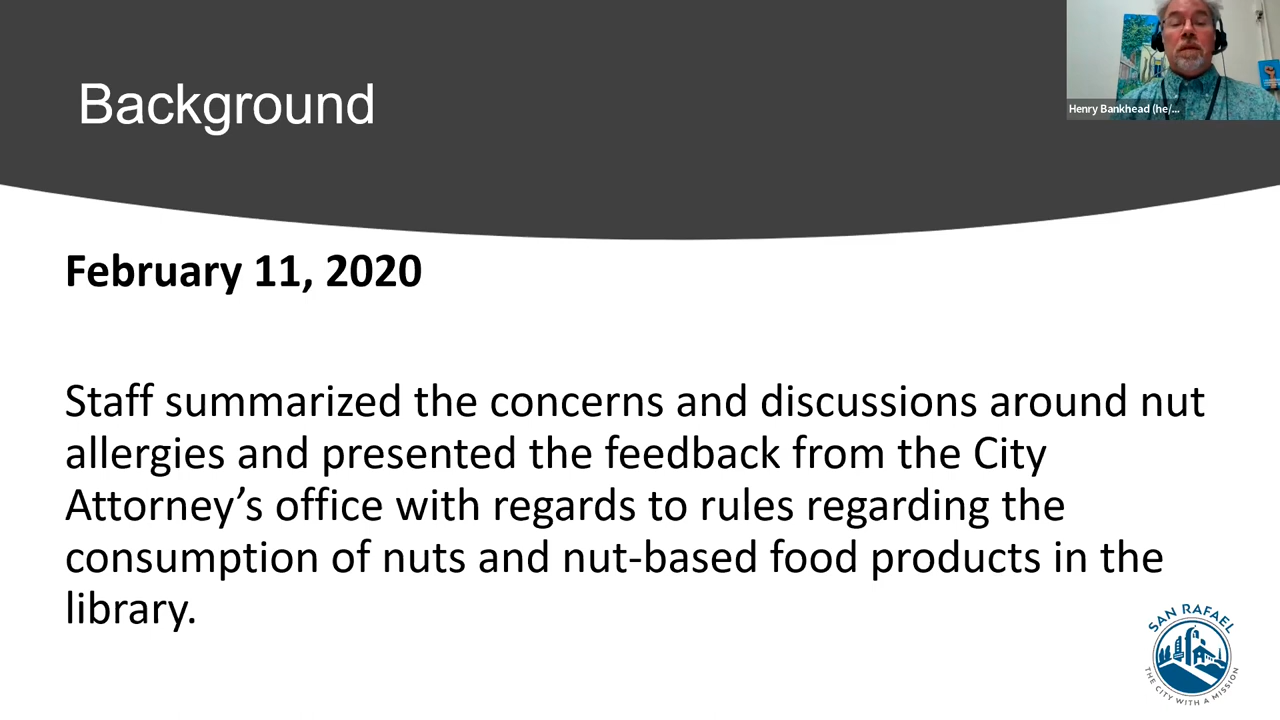 Background
Henry Bankhead (he/...
February 11, 2020
Staff summarized the concerns and discussions around nut
allergies and presented the feedback from the City
Attorney’s office with regards to rules regarding the
consumption of nuts and nut-based food products in the
library.
SAN RAFAEL
THE CITY WITH A MISSION